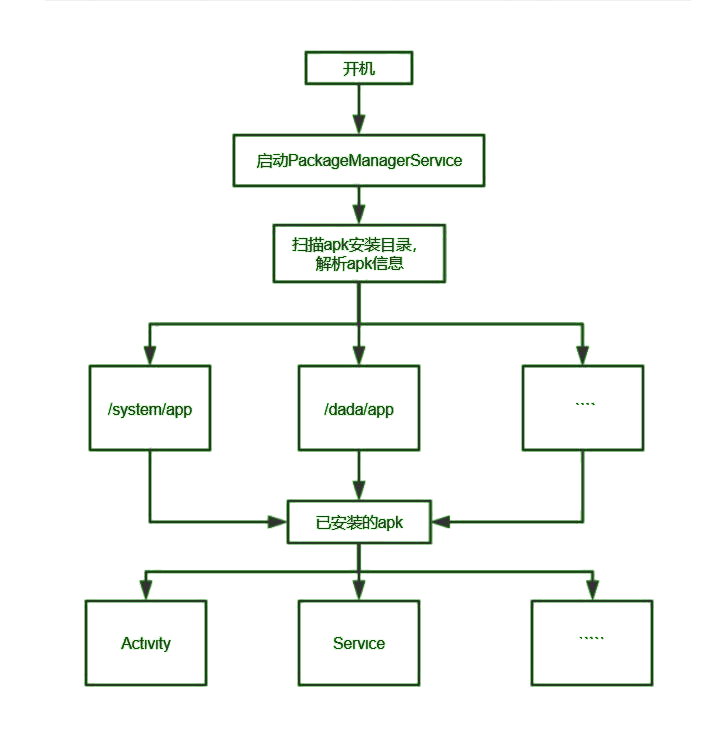 开机
启动PackageManagerService
扫描apk安装目录，
解析apk信息
/system/app
/dada/app
````
已安装的apk
Activity
Service
`````